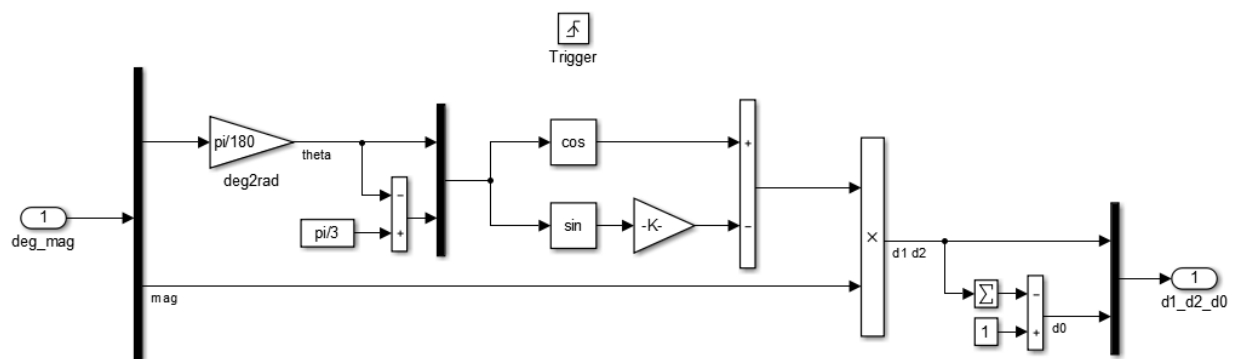 Trigger
pi/180
theta
deg2rad
cos
+
1
deg_mag
−
+
pi/3
sin
-K-
−
×
mag
d1 d2
∑
−
1
+
d0
1
d1_d2_d0